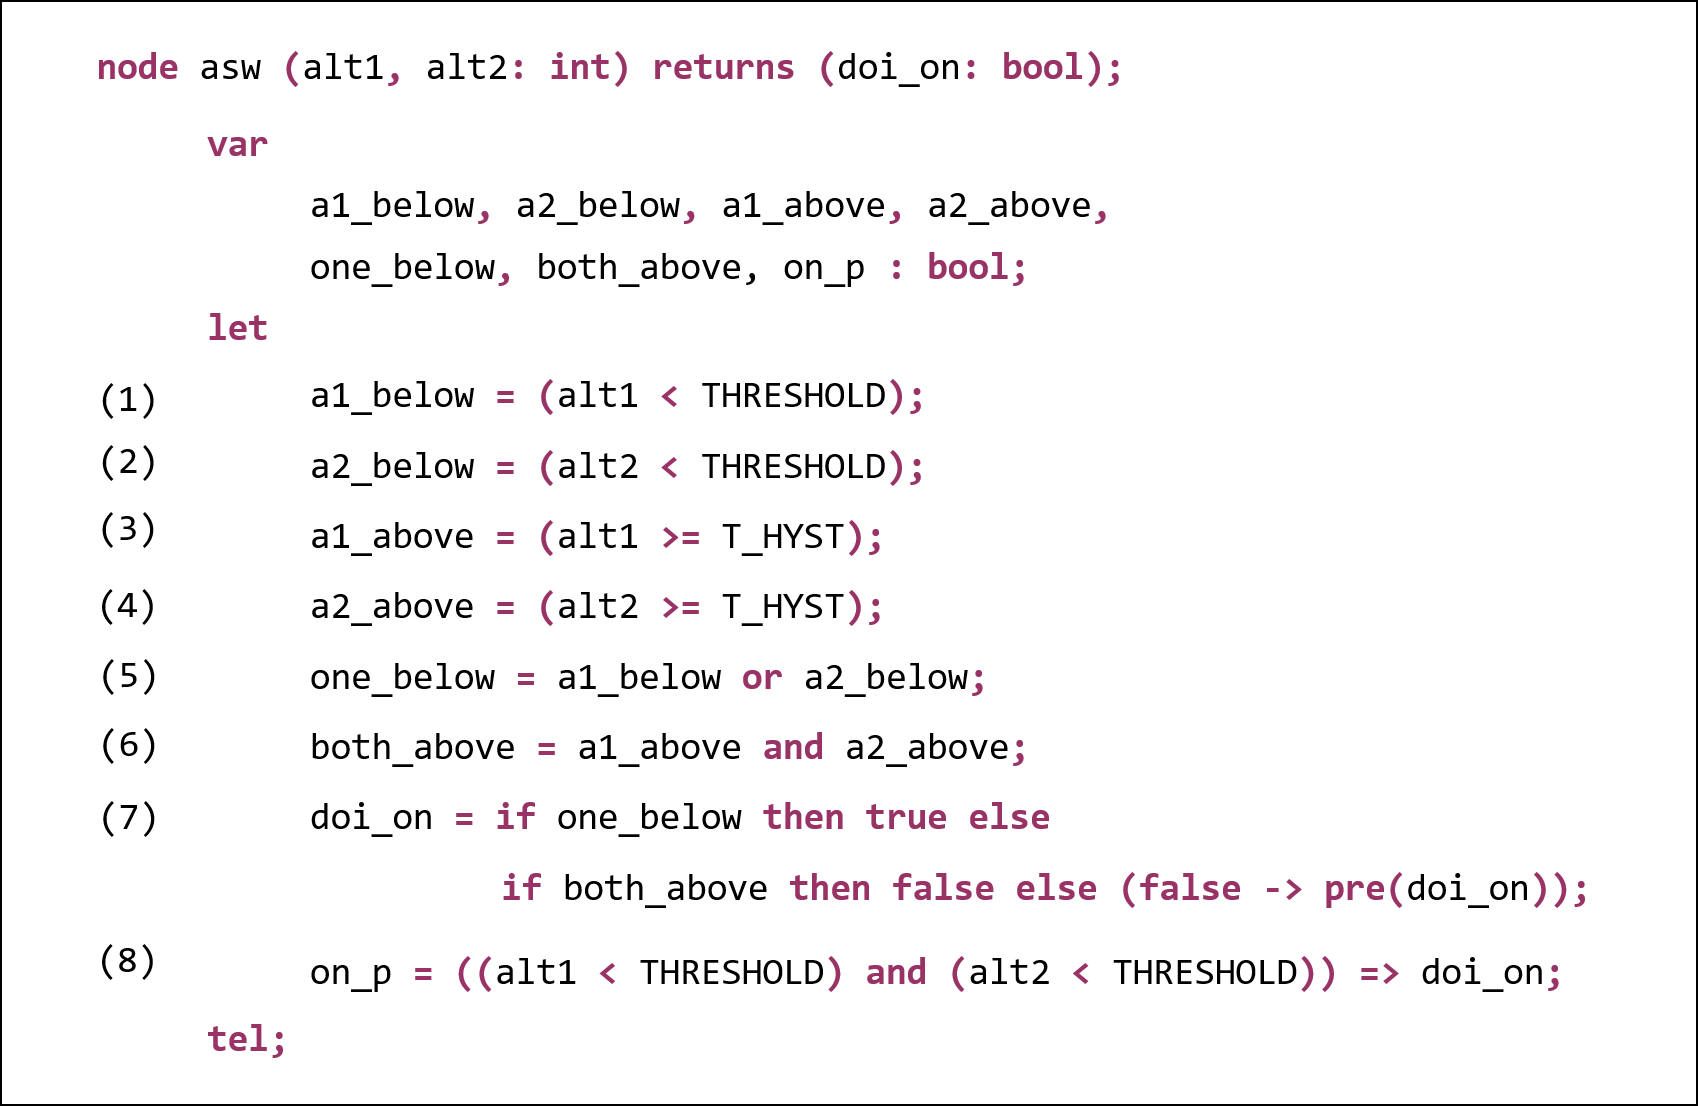 node asw (alt1, alt2: int) returns (doi_on: bool);
var
a1_below, a2_below, a1_above, a2_above,
one_below, both_above, on_p : bool;
let
(1) a1_below = (alt1 < THRESHOLD);
(2) a2_below = (alt2 < THRESHOLD);
(3) a1_above = (alt1 >= T_HYST);
(4) a2_above = (alt2 >= T_HYST);
(5) one_below = a1_below or a2_below;
(6) both_above = a1_above and a2_above;
(7) doi_on = if one_below then true else
if both_above then false else (false -> pre(doi_on));
(8) on_p = ((alt1 < THRESHOLD) and (alt2 < THRESHOLD)) => doi_on;
tel;